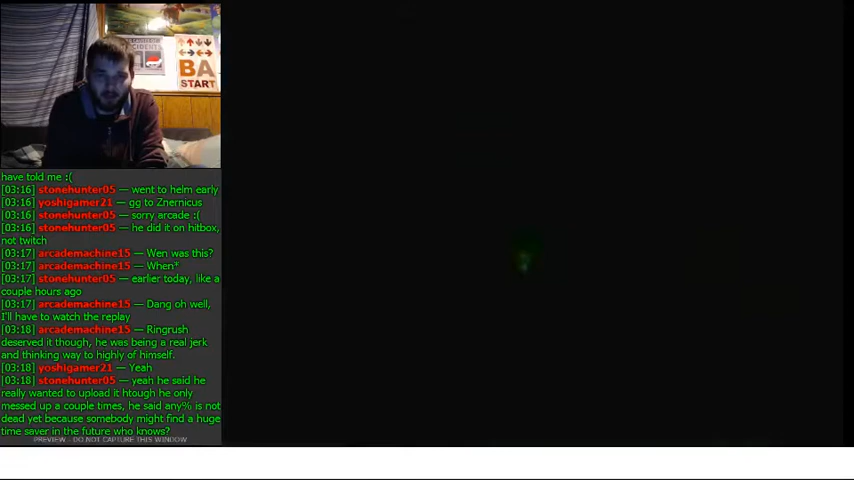 BA
START
have told me :(
[03:16] stonehunter05 — went to helm early
[03:16] yoshigamer21 — gg to Znernicus
[03:16] stonehunter05 — sorry arcade :(
[03:16] stonehunter05 — he did it on hitbox,
not twitch
[03:17] arcademachine15 — Wen was this?
[03:17] arcademachine15 — When*
[03:17] stonehunter05 — earlier today, like a
couple hours ago
[03:17] arcademachine15 — Dang oh well,
I'll have to watch the replay
[03:18] arcademachine15 — Ringrush
deserved it though, he was being a real jerk
and thinking way to highly of himself.
[03:18] yoshigamer21 — Yeah
[03:18] stonehunter05 — yeah he said he
really wanted to upload it htough he only
messed up a couple times, he said any% is not
dead yet because somebody might find a huge
time saver in the future who knows?
PREVIEW - DO NOT CAPTURE THIS WINDOW